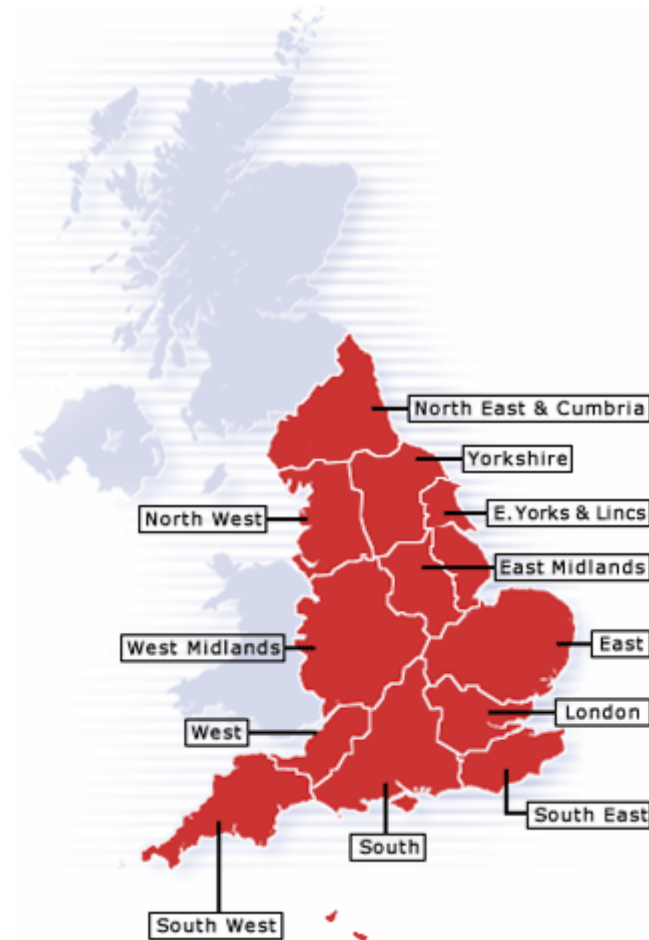 North East & Cumbria
Yorkshire
North West
E.Yorks & Lincs
East Midlands
West Midlands
East
London
West
South East
South
South West